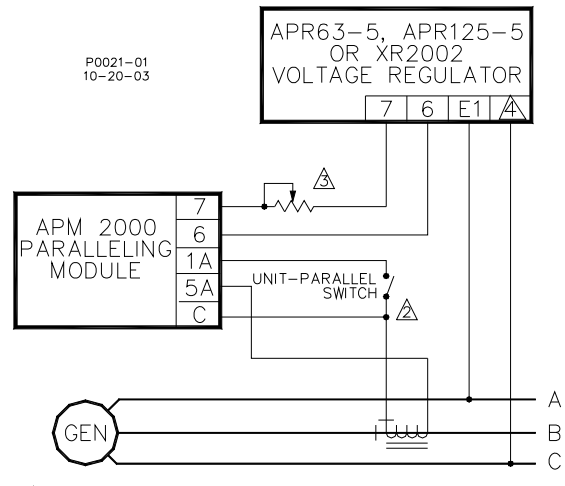 P0021-01
10-20-03
APR63-5, APR125-5
OR XR2002
VOLTAGE REGULATOR
7 6 E1 4
3
APM 2000
PARALLELING
MODULE
7
6
1A
5A
C
UNIT-PARALLEL
SWITCH
2
GEN
A
B
C